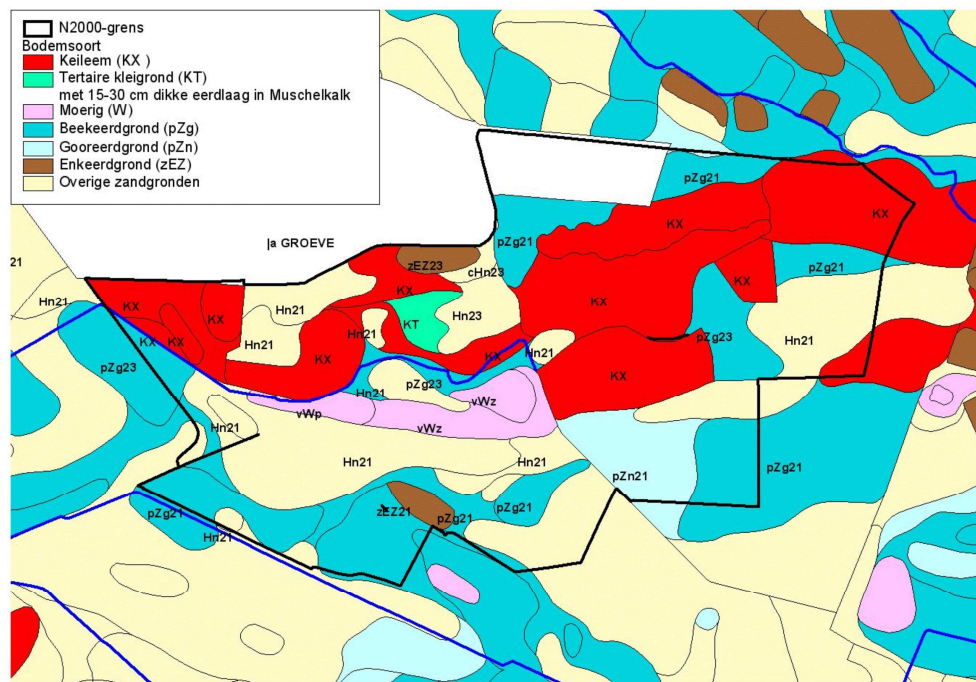 N2000-grens
Bodemsoort
Keileem (KX )
Tertaire kleigrond (KT)
met 15-30 cm dikke eerdlaag in Muschelkalk
Moerig (W)
Beekeerdgrond (pZg)
Gooreerdgrond (pZn)
Enkeerdgrond (zEZ)
Overige zandgronden
pZg21
KX
|a GROEVE
pZg21
21
zEZ23
cHn23
pZg21
Hn21
KX
KX
KX
KX
KX
Hn21
Hn23
KX
KT
Hn21
pZg23
KX
KX
Hn21
Hn21
pZg23
Hn21
KX
KX
pZg23
Hn21
KX
vWz
vWp
Hn21
vWz
Hn21
Hn21
pZn21
pZg21
pZg21
zEZ21
pZg21
pZg21
Hn21